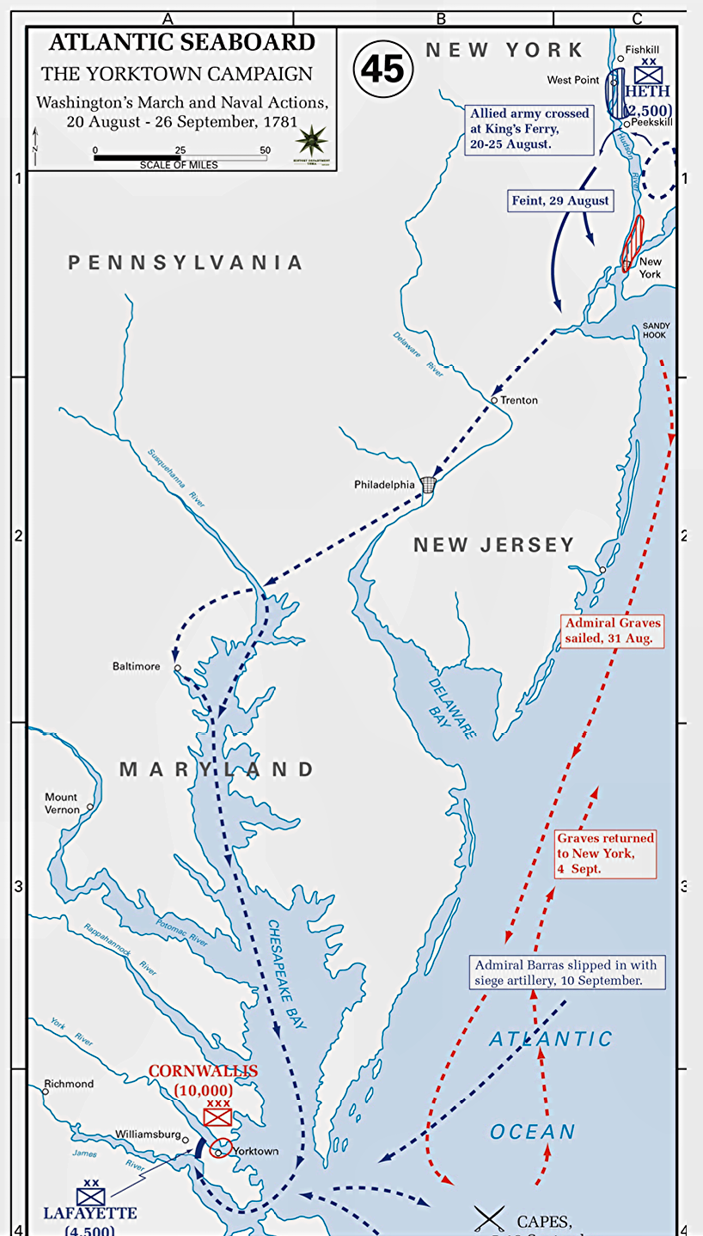 A
B
C
ATLANTIC SEABOARD
THE YORKTOWN CAMPAIGN
Washington's March and Naval Actions,
20 August - 26 September, 1781
N
0 25 50
SCALE OF MILES
45
NEW YORK
Fishkill
West Point
xx
HETH
(2,500)
Peekskill
Allied army crossed
at King's Ferry,
20-25 August.
Hudson River
1
1
Feint, 29 August
PENNSYLVANIA
New
York
SANDY
HOOK
Delaware River
Trenton
Susquehanna River
Philadelphia
2
2
NEW JERSEY
Admiral Graves
sailed, 31 Aug.
Baltimore
DELAWARE
BAY
MARYLAND
Mount
Vernon
Graves returned
to New York,
4 Sept.
3
3
Potomac River
Rappahannock River
CHESAPEAKE BAY
Admiral Barras slipped in with
siege artillery, 10 September.
York River
ATLANTIC
OCEAN
CORNWALLIS
(10,000)
xxx
Richmond
Williamsburg
Yorktown
James River
xx
LAFAYETTE
(4,500)
CAPES,
4
4